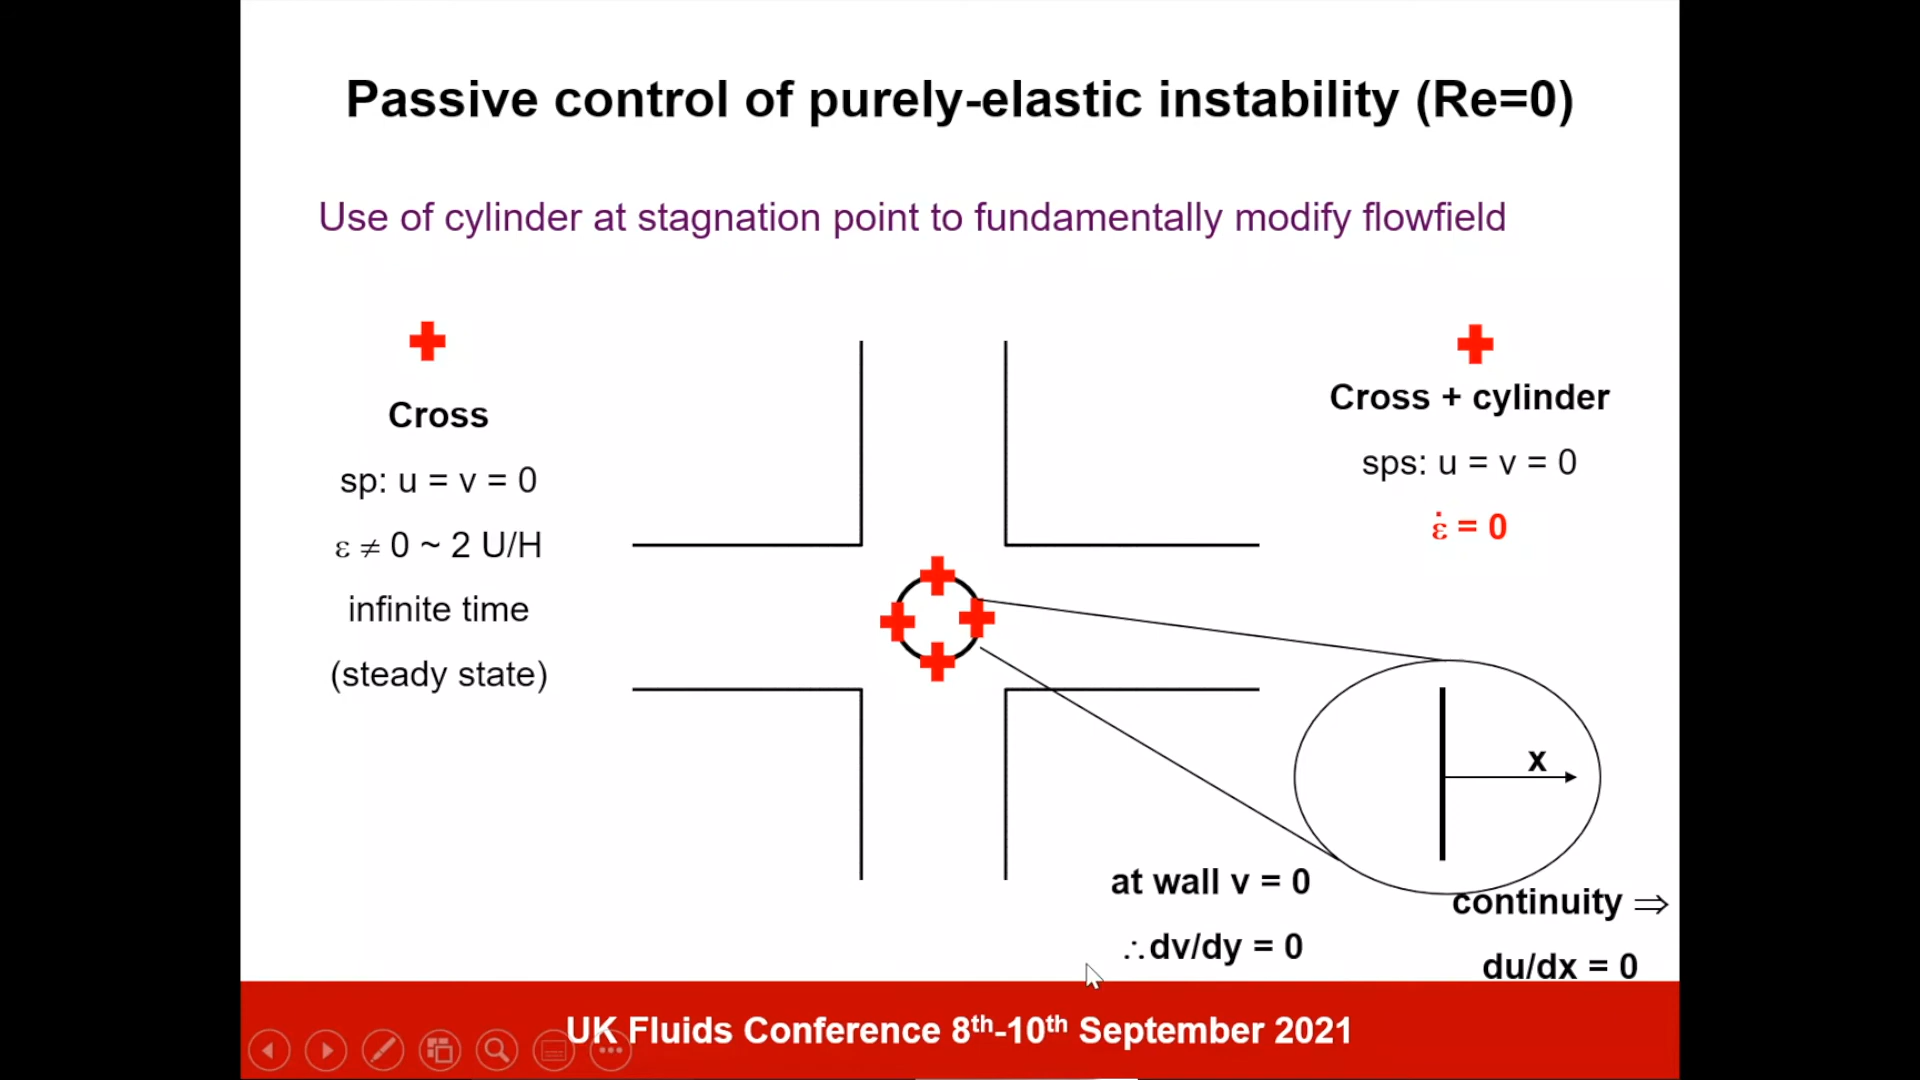 Passive control of purely-elastic instability (Re=0)
Use of cylinder at stagnation point to fundamentally modify flowfield
Cross
sp: u = v = 0
ε ≠ 0 ~ 2 U/H
infinite time
(steady state)
Cross + cylinder
sps: u = v = 0
ε̇ = 0
x
at wall v = 0
∴dv/dy = 0
continuity ⇒
du/dx = 0
UK Fluids Conference 8th-10th September 2021